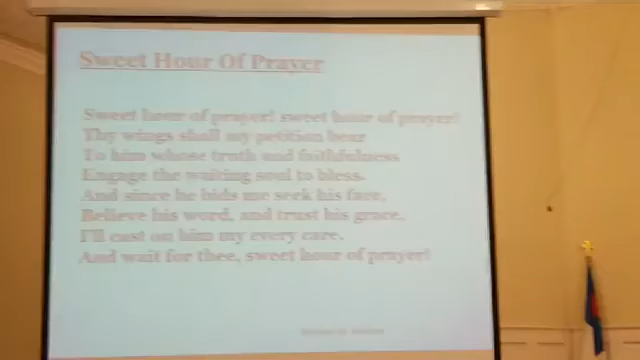 Sweet Hour Of Prayer
Sweet hour of prayer! sweet hour of prayer!
Thy wings shall my petition bear
To him whose truth and faithfulness
Engage the waiting soul to bless.
And since he bids me seek his face,
Believe his word, and trust his grace,
I'll cast on him my every care,
And wait for thee, sweet hour of prayer!